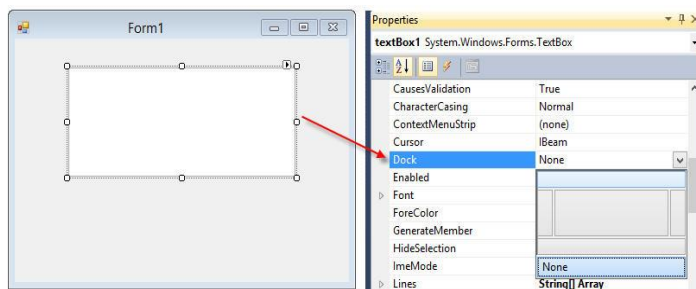 Form1
Properties
textBox1 System.Windows.Forms.TextBox
CausesValidation True
CharacterCasing Normal
ContextMenuStrip (none)
Cursor IBeam
Dock None
Enabled
Font
ForeColor
GenerateMember
HideSelection
ImeMode None
Lines String[] Array